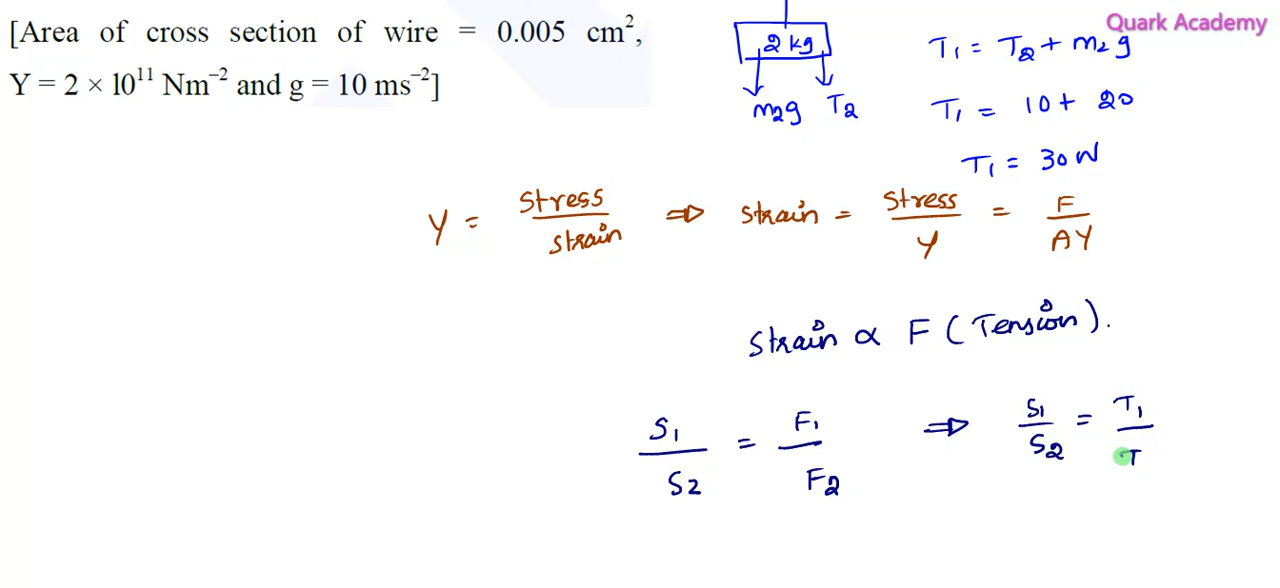 Quark Academy
[Area of cross section of wire = 0.005 cm², Y = 2 × 10¹¹ Nm⁻² and g = 10 ms⁻²]
2 kg
m₂g T₂
T₁ = T₂ + m₂g
T₁ = 10 + 20
T₁ = 30 N
Y = Stress / Strain ⇒ Strain = Stress / Y = F / AY
Strain ∝ F (Tension).
S₁ / S₂ = F₁ / F₂ ⇒ S₁ / S₂ = T₁ / T